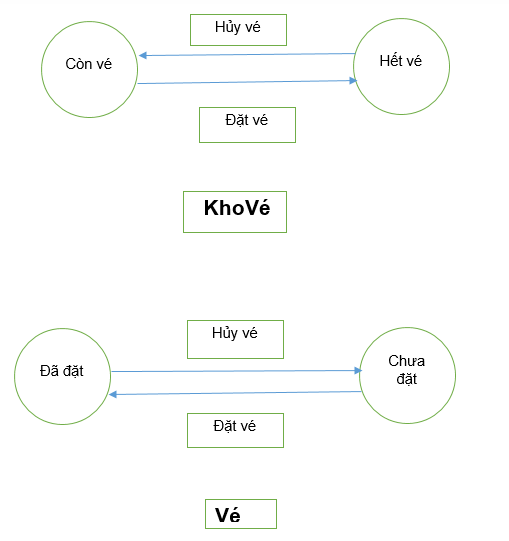 Hủy vé
Còn vé
Hết vé
Đặt vé
KhoVé
Hủy vé
Đã đặt
Chưa
đặt
Đặt vé
Vé